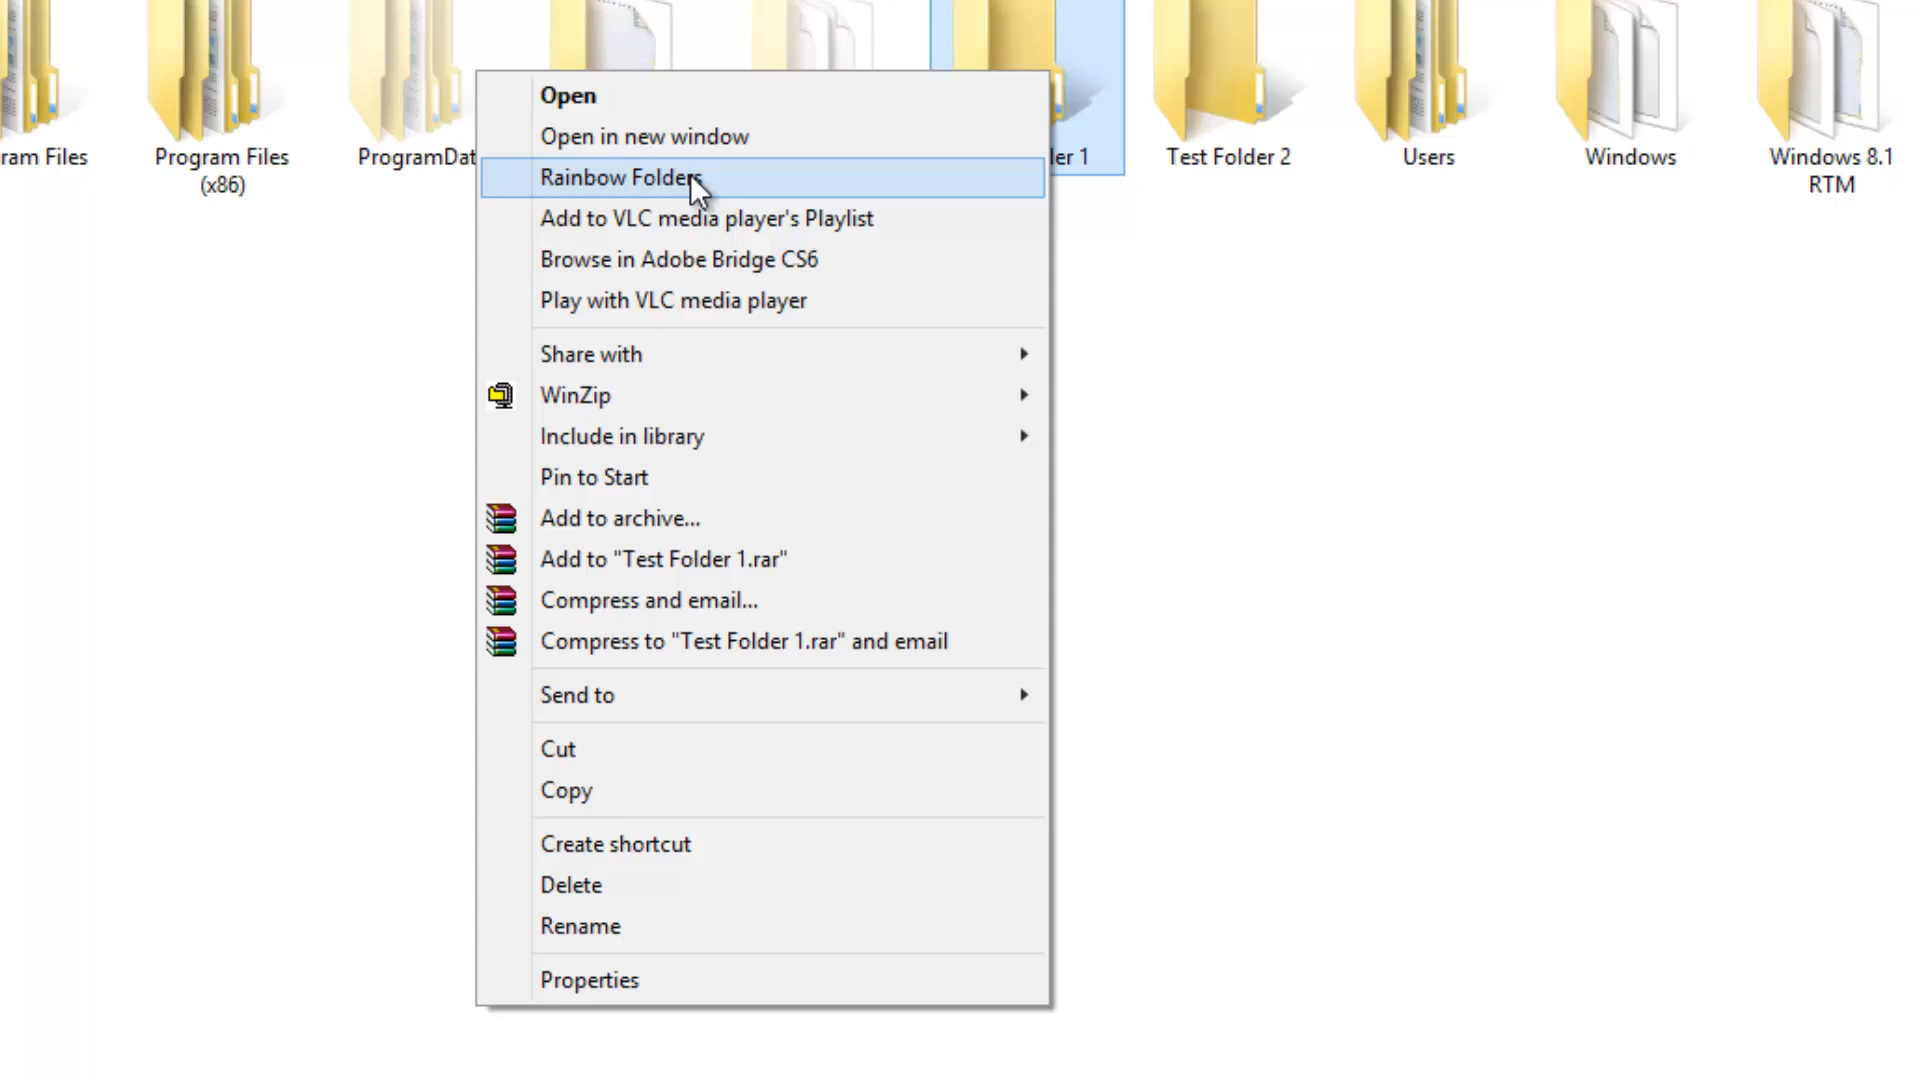 ram Files
Program Files
(x86)
ProgramDat
ler 1
Test Folder 2
Users
Windows
Windows 8.1
RTM
Open
Open in new window
Rainbow Folders
Add to VLC media player's Playlist
Browse in Adobe Bridge CS6
Play with VLC media player
Share with
WinZip
Include in library
Pin to Start
Add to archive...
Add to "Test Folder 1.rar"
Compress and email...
Compress to "Test Folder 1.rar" and email
Send to
Cut
Copy
Create shortcut
Delete
Rename
Properties